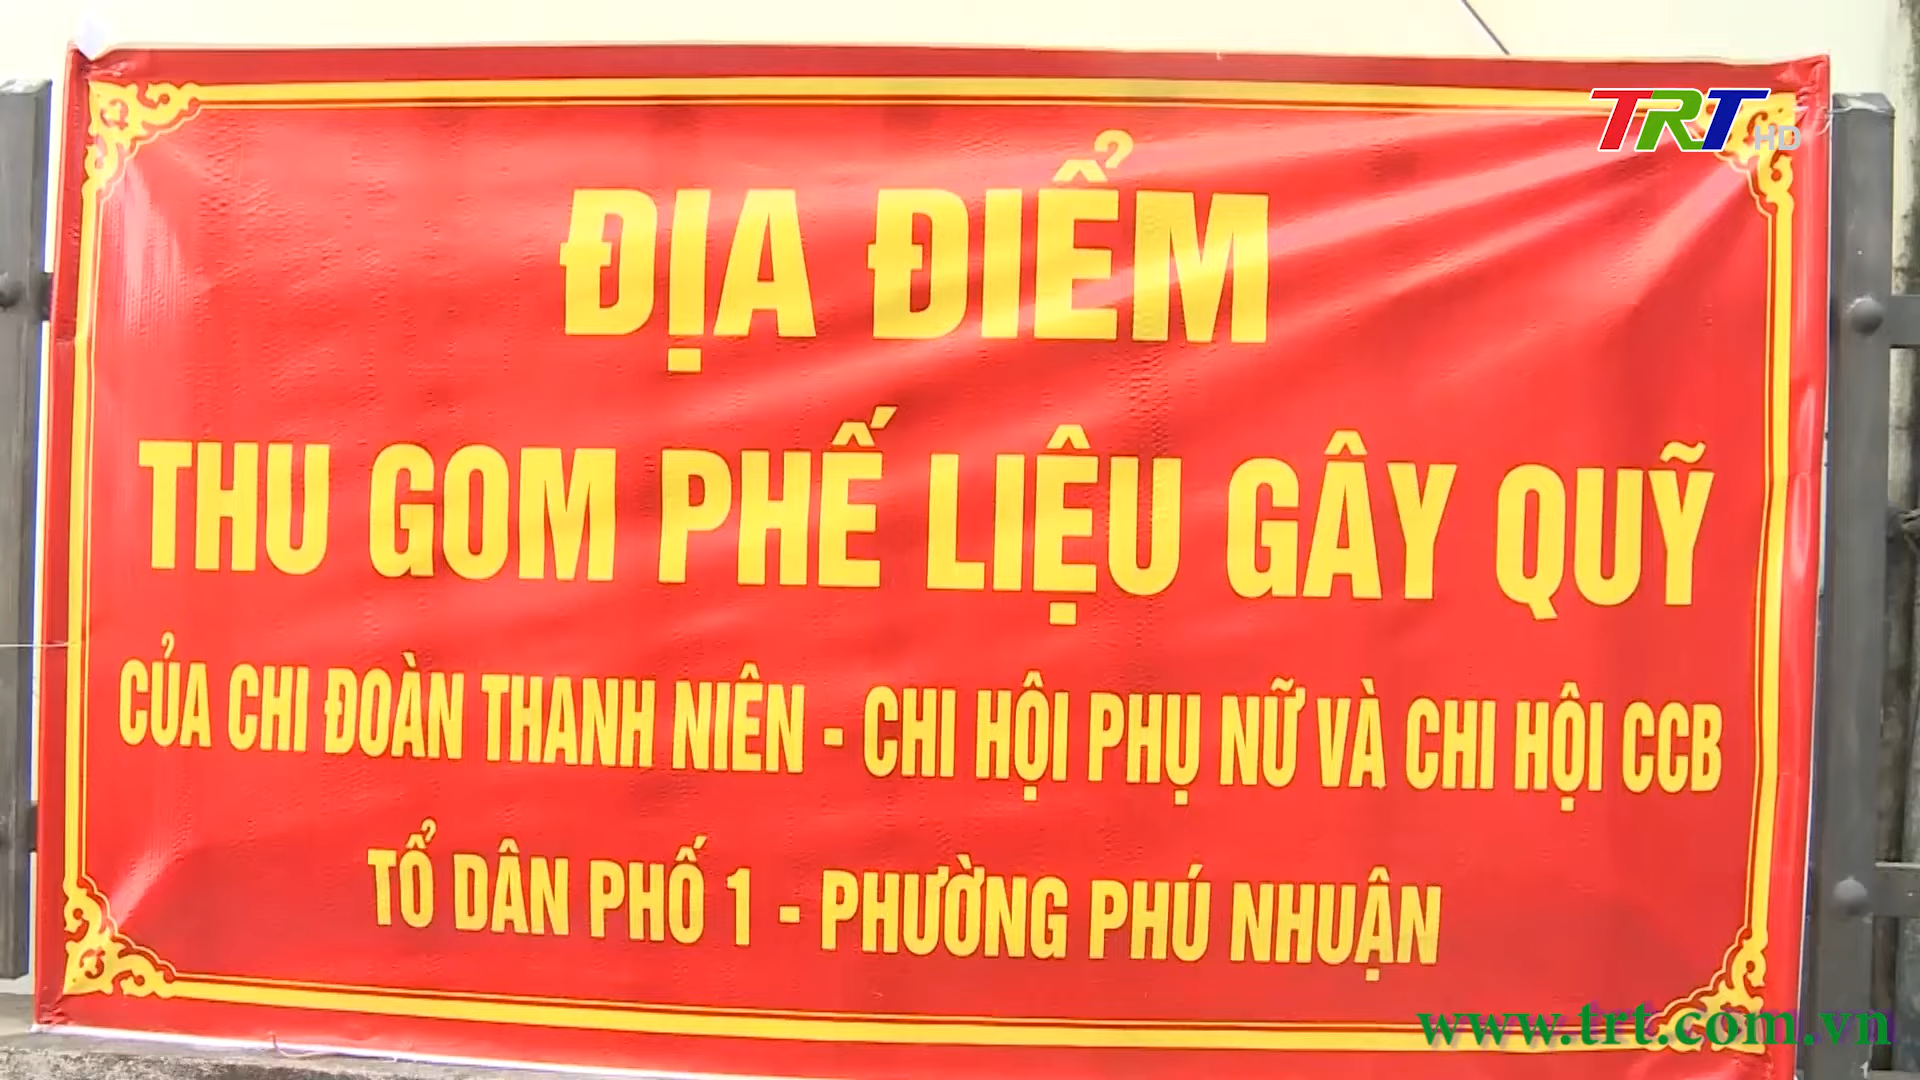 TRT HD
ĐỊA ĐIỂM
THU GOM PHẾ LIỆU GÂY QUỸ
CỦA CHI ĐOÀN THANH NIÊN - CHI HỘI PHỤ NỮ VÀ CHI HỘI CCB
TỔ DÂN PHỐ 1 - PHƯỜNG PHÚ NHUẬN
www.trt.com.vn